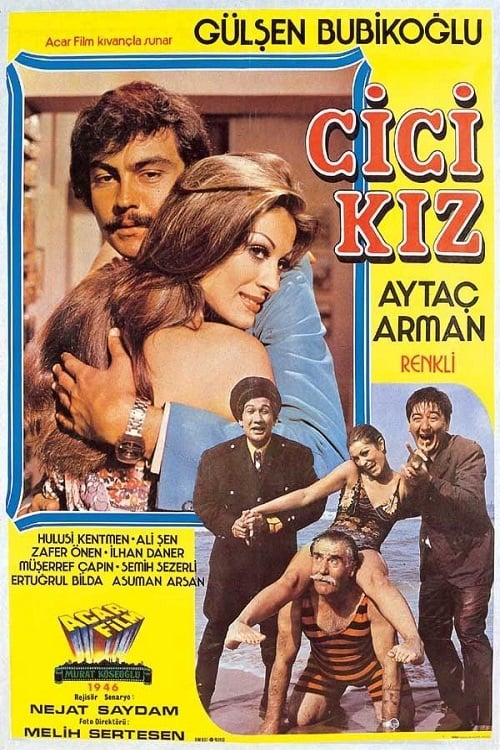 Acar Film kıvançla sunar
GÜLŞEN BUBİKOĞLU
CİCİ
KIZ
AYTAÇ
ARMAN
RENKLİ
HULUSİ KENTMEN - ALİ ŞEN
ZAFER ÖNEN - İLHAN DANER
MÜŞERREF ÇAPIN - SEMİH SEZERLİ
ERTUĞRUL BİLDA ASUMAN ARSAN
ACAR
FİLM
MURAT KÖSEOĞLU
1946
Rejisör Senaryo:
NEJAT SAYDAM
Foto Direktörü:
MELİH SERTESEN